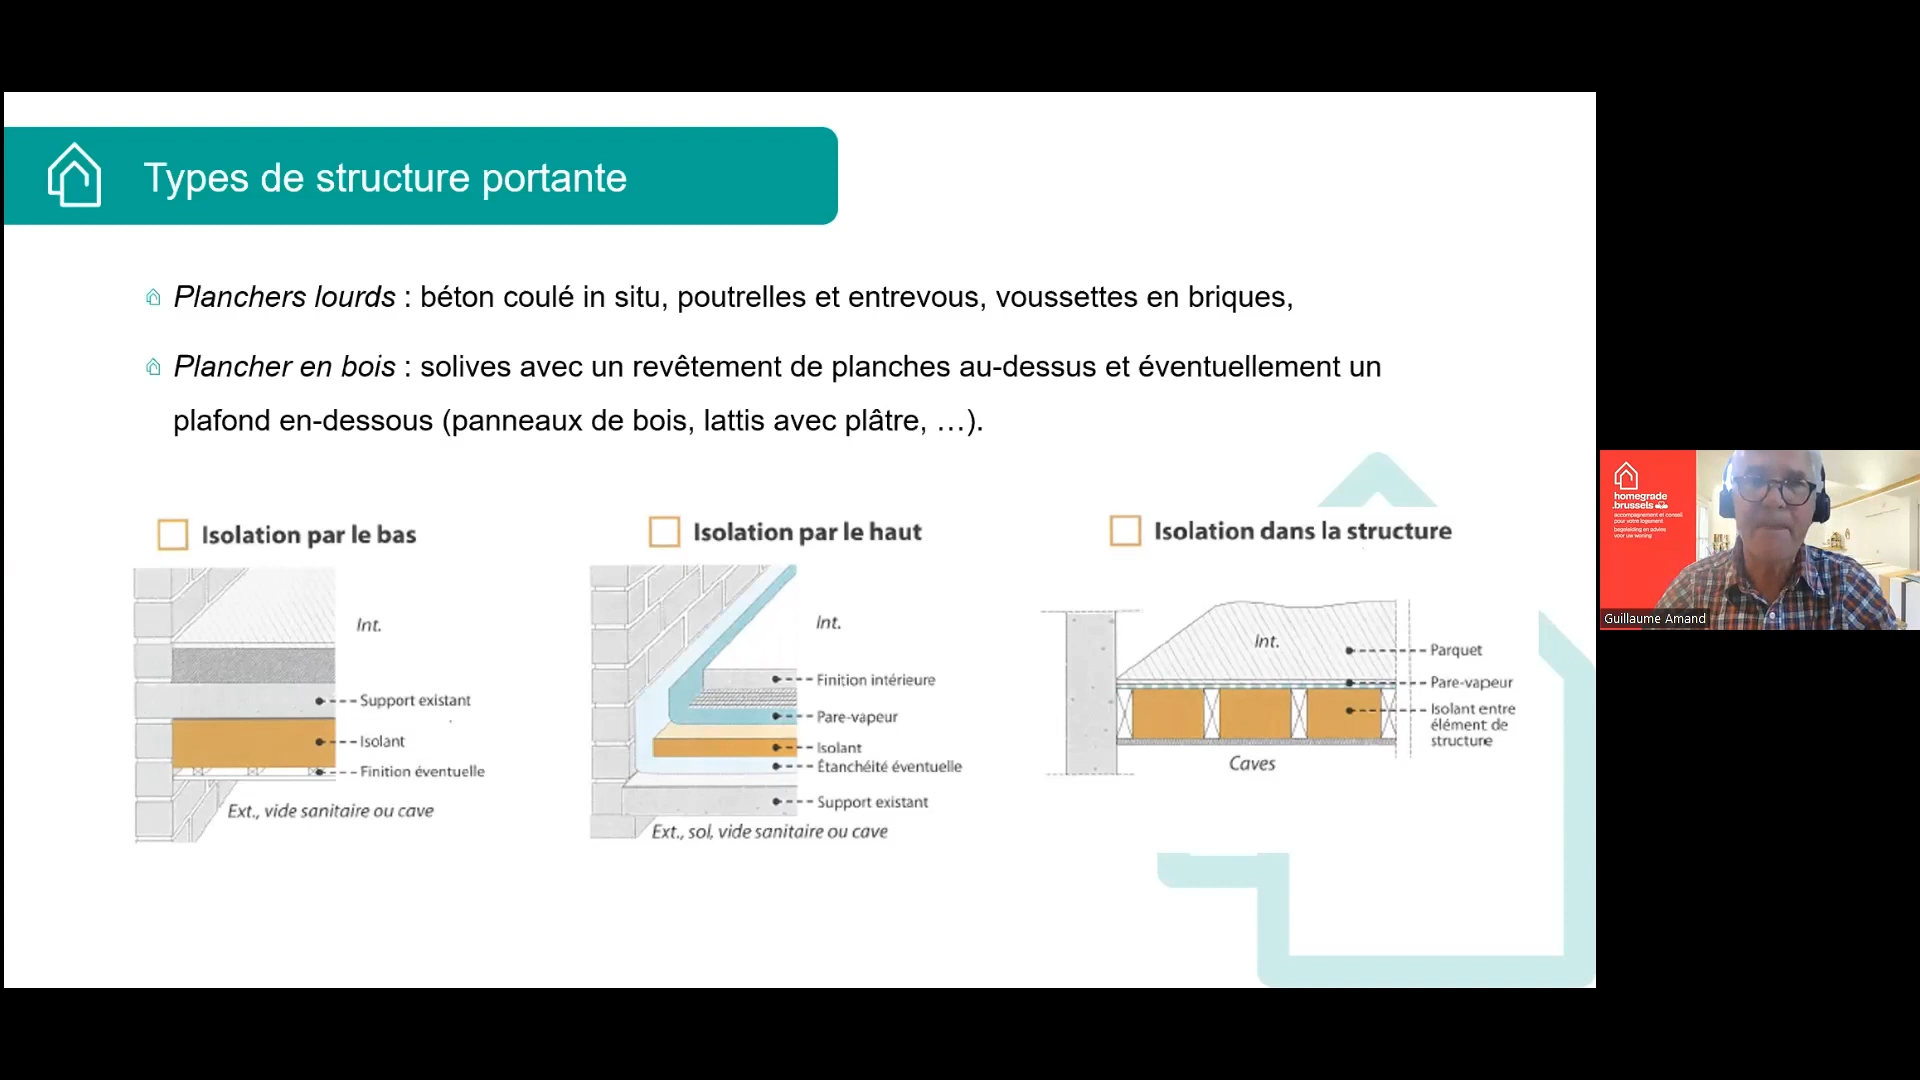 Types de structure portante
Planchers lourds : béton coulé in situ, poutrelles et entrevous, voussettes en briques,
Plancher en bois : solives avec un revêtement de planches au-dessus et éventuellement un
plafond en-dessous (panneaux de bois, lattis avec plâtre, …).
Isolation par le bas
Int.
Support existant
Isolant
Finition éventuelle
Ext., vide sanitaire ou cave
Isolation par le haut
Int.
Finition intérieure
Pare-vapeur
Isolant
Étanchéité éventuelle
Support existant
Ext., sol, vide sanitaire ou cave
Isolation dans la structure
Int.
Parquet
Pare-vapeur
Isolant entre
élément de
structure
Caves
homegrade
.brussels
accompagnement et conseil
pour votre logement
begeleiding en advies
voor uw woning
Guillaume Amand